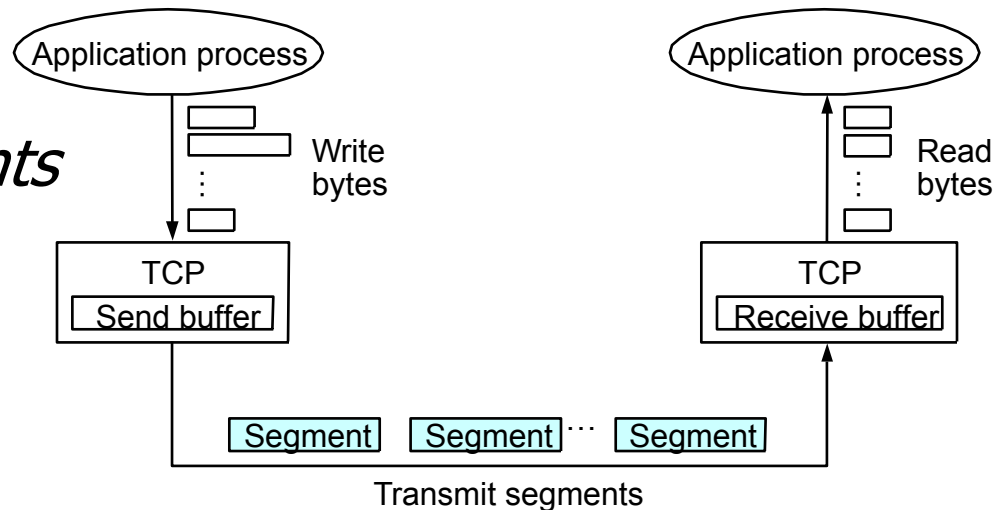 Application process
Application process
nts
Write
bytes
⋮
Read
bytes
⋮
TCP
Send buffer
TCP
Receive buffer
Segment
Segment
...
Segment
Transmit segments